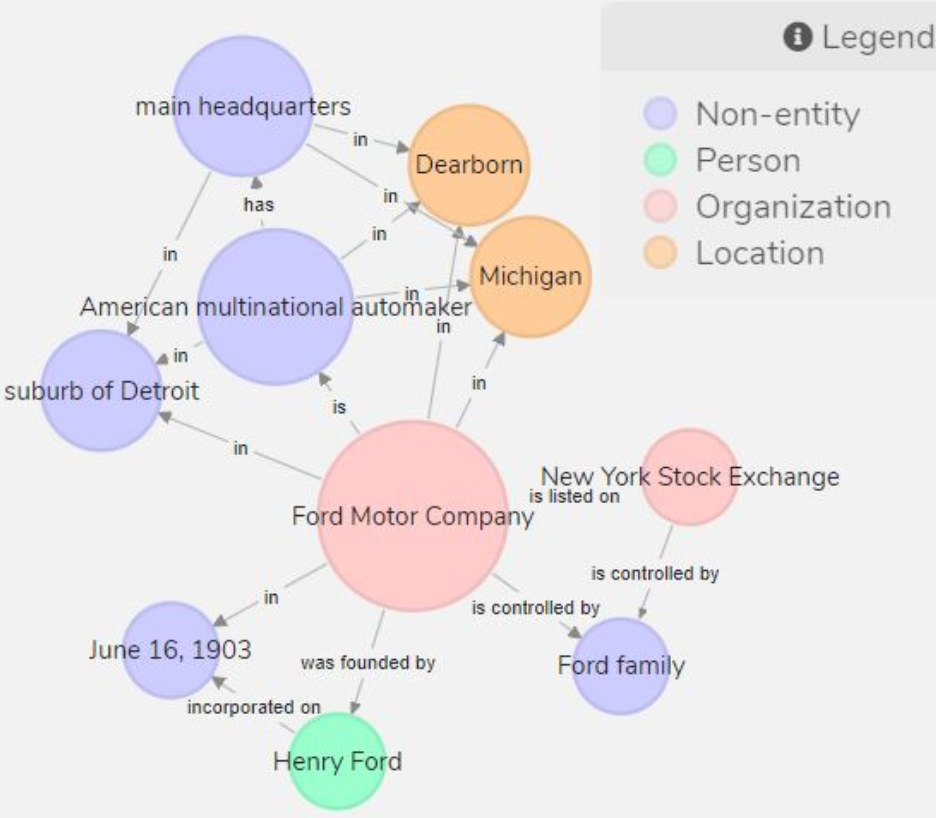 Legend
Non-entity
Person
Organization
Location
main headquarters
in
Dearborn
in
has
in
in
Michigan
in
American multinational automaker
in
in
suburb of Detroit
in
is
in
New York Stock Exchange
is listed on
Ford Motor Company
is controlled by
in
is controlled by
June 16, 1903
was founded by
Ford family
incorporated on
Henry Ford